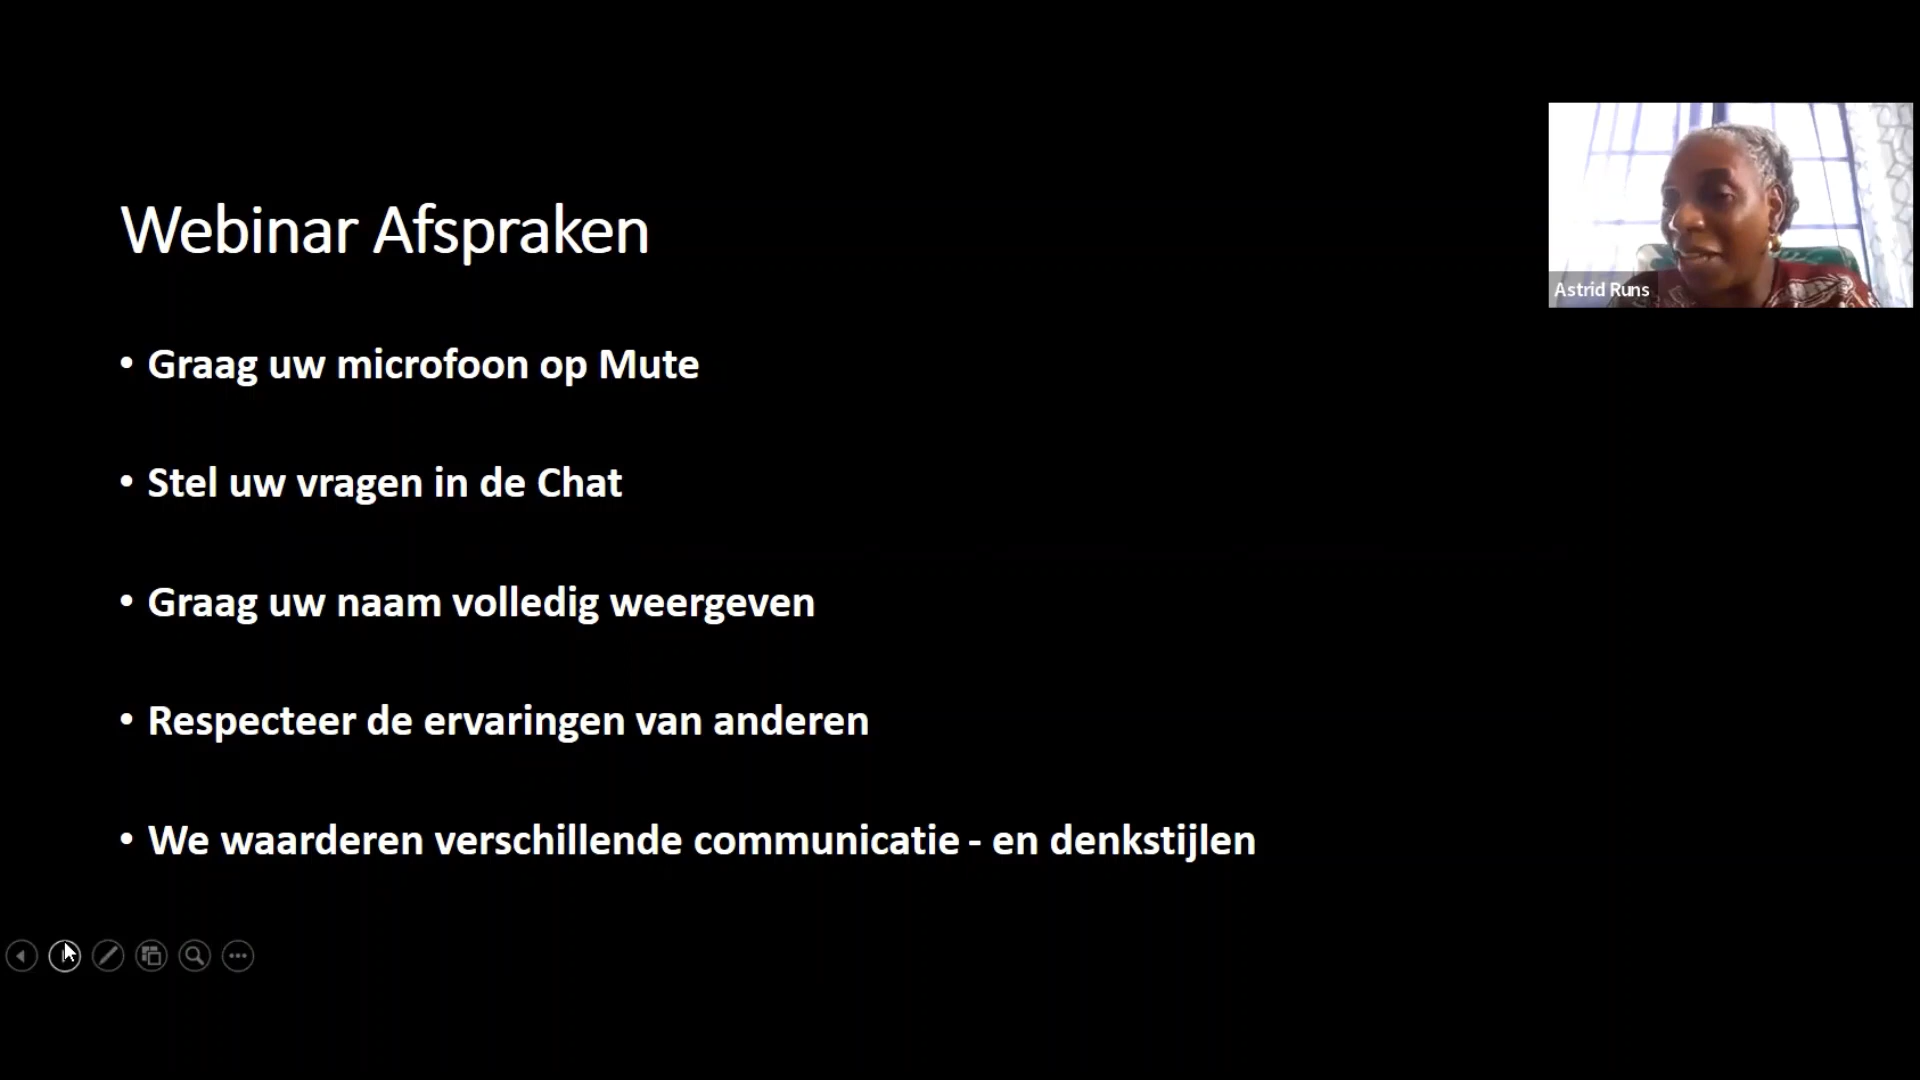 Webinar Afspraken
• Graag uw microfoon op Mute
• Stel uw vragen in de Chat
• Graag uw naam volledig weergeven
• Respecteer de ervaringen van anderen
• We waarderen verschillende communicatie - en denkstijlen
Astrid Runs